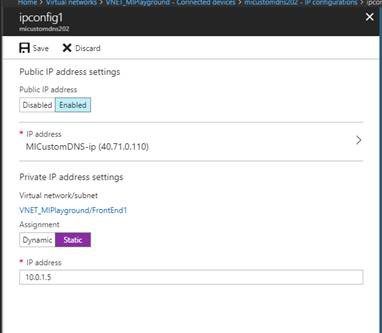 Home > Virtual networks > VNET_MIPlayground - Connected devices > micustomdns202 - IP configurations > ipcon
ipconfig1
micustomdns202
Save Discard
Public IP address settings
Public IP address
Disabled Enabled
* IP address
MICustomDNS-ip (40.71.0.110)
Private IP address settings
Virtual network/subnet
VNET_MIPlayground/FrontEnd1
Assignment
Dynamic Static
* IP address
10.0.1.5